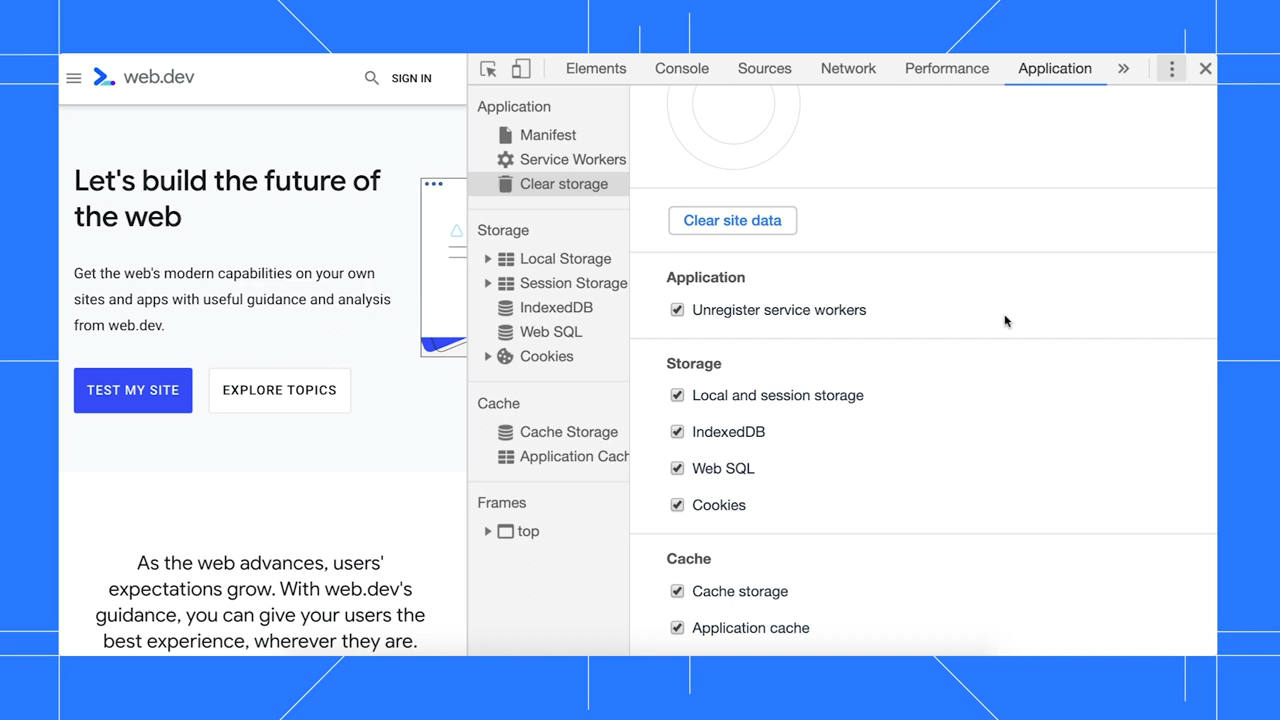 web.dev
SIGN IN
Let's build the future of
the web
Get the web's modern capabilities on your own
sites and apps with useful guidance and analysis
from web.dev.
TEST MY SITE
EXPLORE TOPICS
As the web advances, users'
expectations grow. With web.dev's
guidance, you can give your users the
best experience, wherever they are.
Elements
Console
Sources
Network
Performance
Application
Application
Manifest
Service Workers
Clear storage
Storage
Local Storage
Session Storage
IndexedDB
Web SQL
Cookies
Cache
Cache Storage
Application Cach
Frames
top
Clear site data
Application
Unregister service workers
Storage
Local and session storage
IndexedDB
Web SQL
Cookies
Cache
Cache storage
Application cache